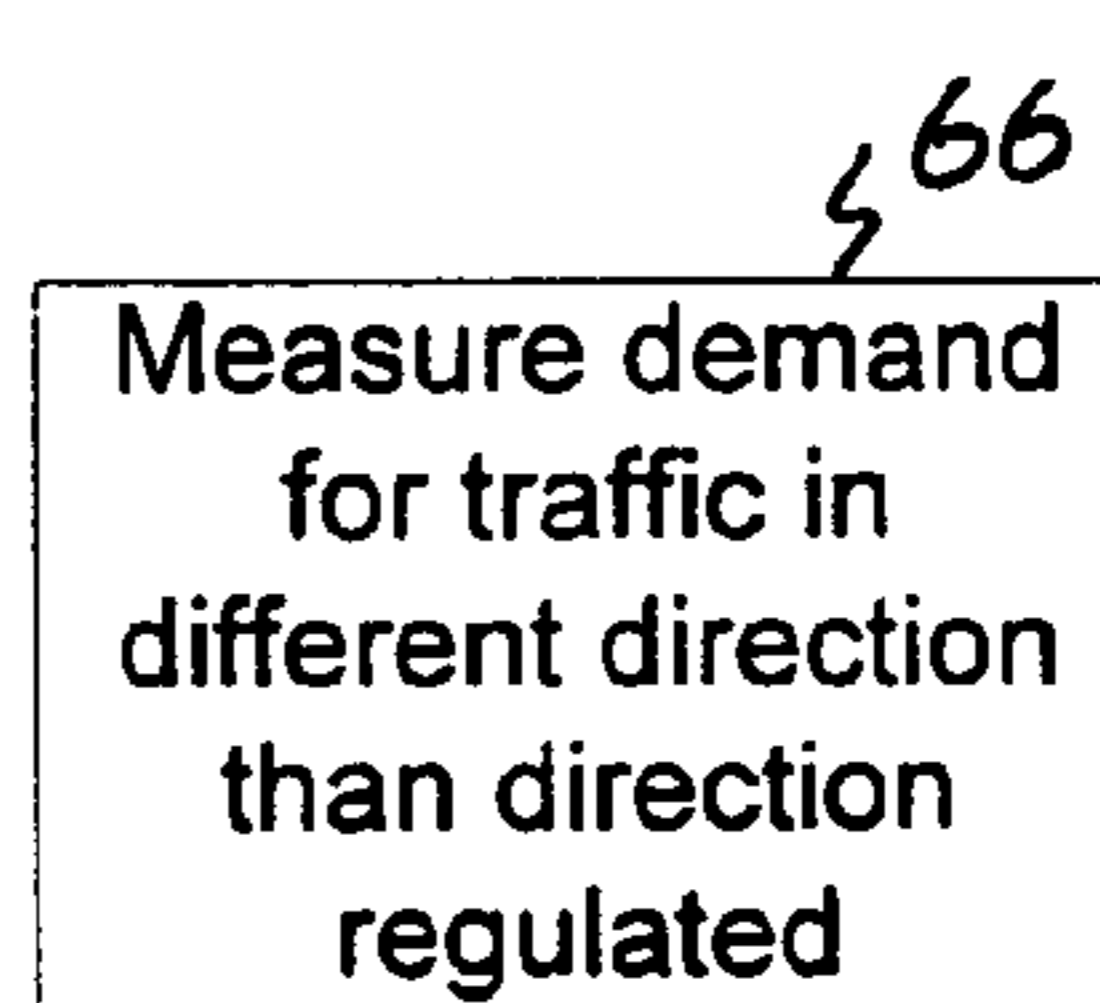 66
Measure demand
for traffic in
different direction
than direction
regulated